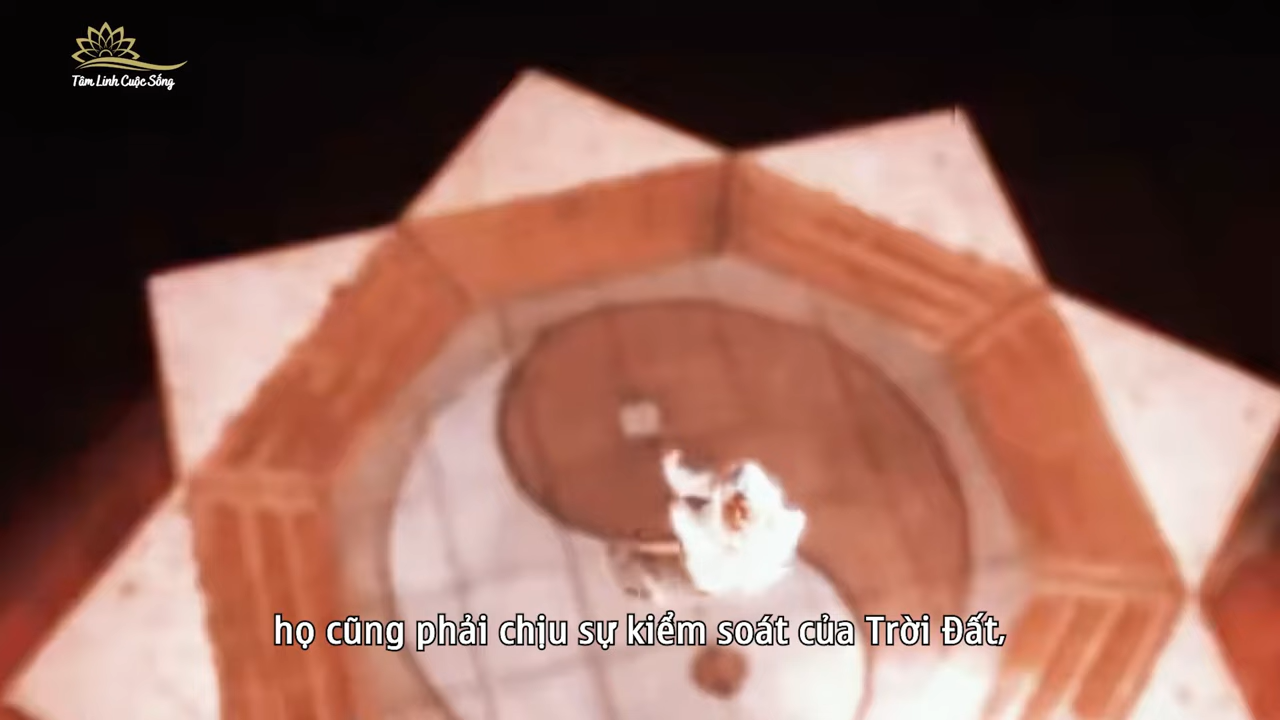 Tâm Linh Cuộc Sống
họ cũng phải chịu sự kiểm soát của Trời Đất,